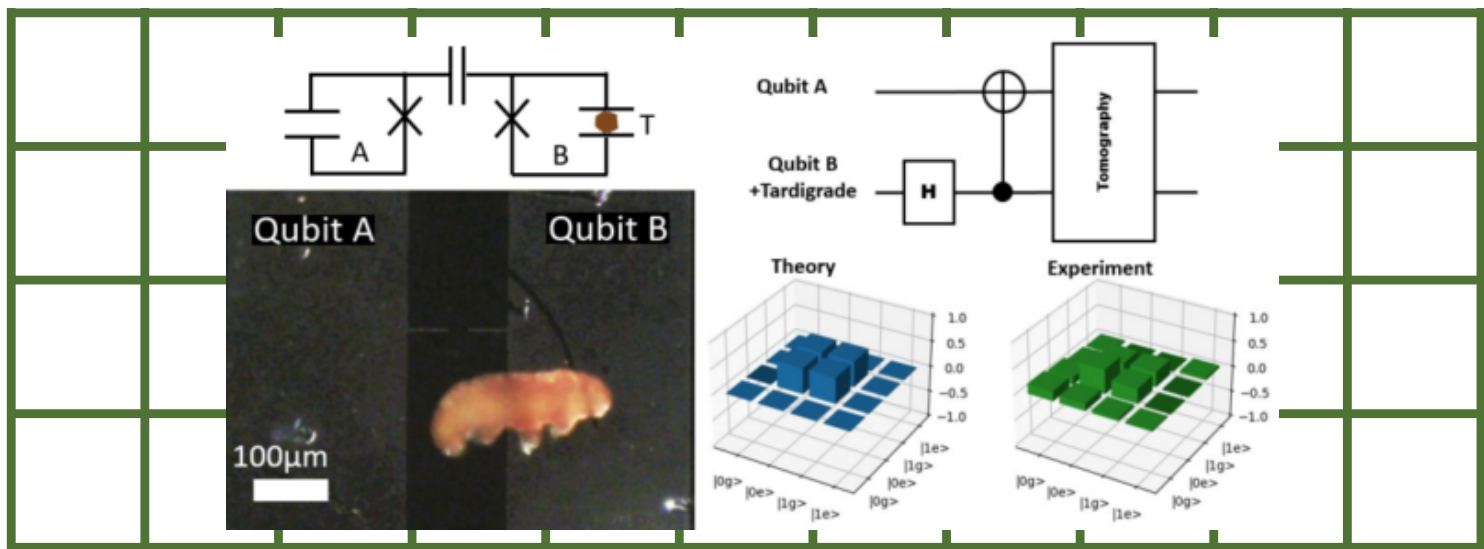 A
B
T
Qubit A
Qubit B
100μm
Qubit A
Qubit B
+Tardigrade
H
Tomography
Theory
1.0
0.5
0.0
−0.5
−1.0
|0g>
|0e>
|1g>
|1e>
|1e>
|1g>
|0e>
|0g>
Experiment
1.0
0.5
0.0
−0.5
−1.0
|0g>
|0e>
|1g>
|1e>
|1e>
|1g>
|0e>
|0g>